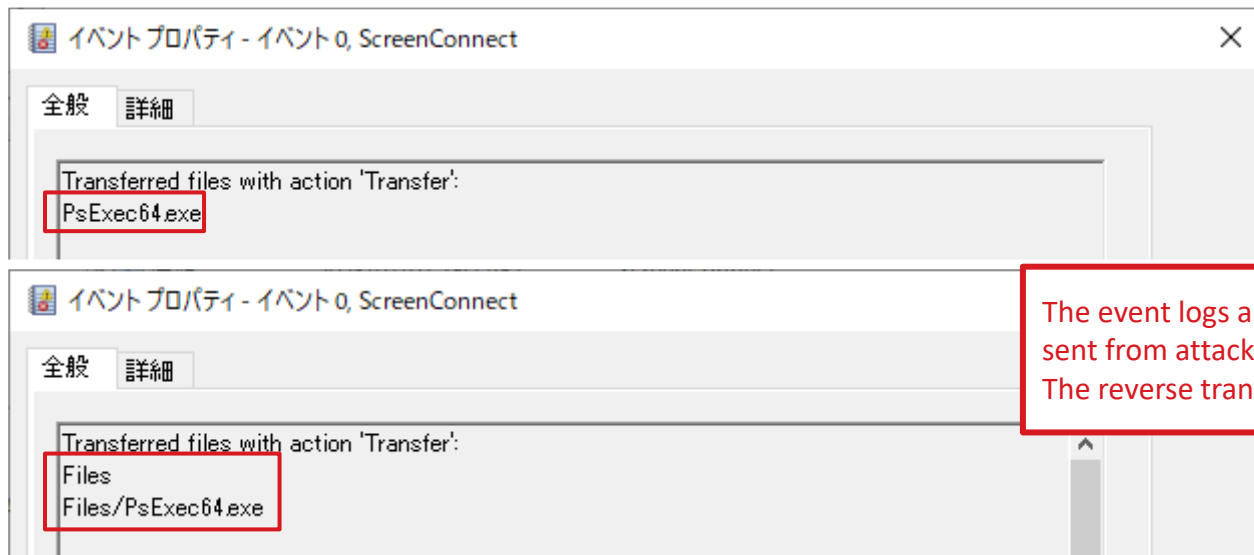 イベント プロパティ - イベント 0, ScreenConnect
全般 詳細
Transferred files with action 'Transfer':
PsExec64.exe
イベント プロパティ - イベント 0, ScreenConnect
全般 詳細
Transferred files with action 'Transfer':
Files
Files/PsExec64.exe
The event logs a
sent from attack
The reverse tran